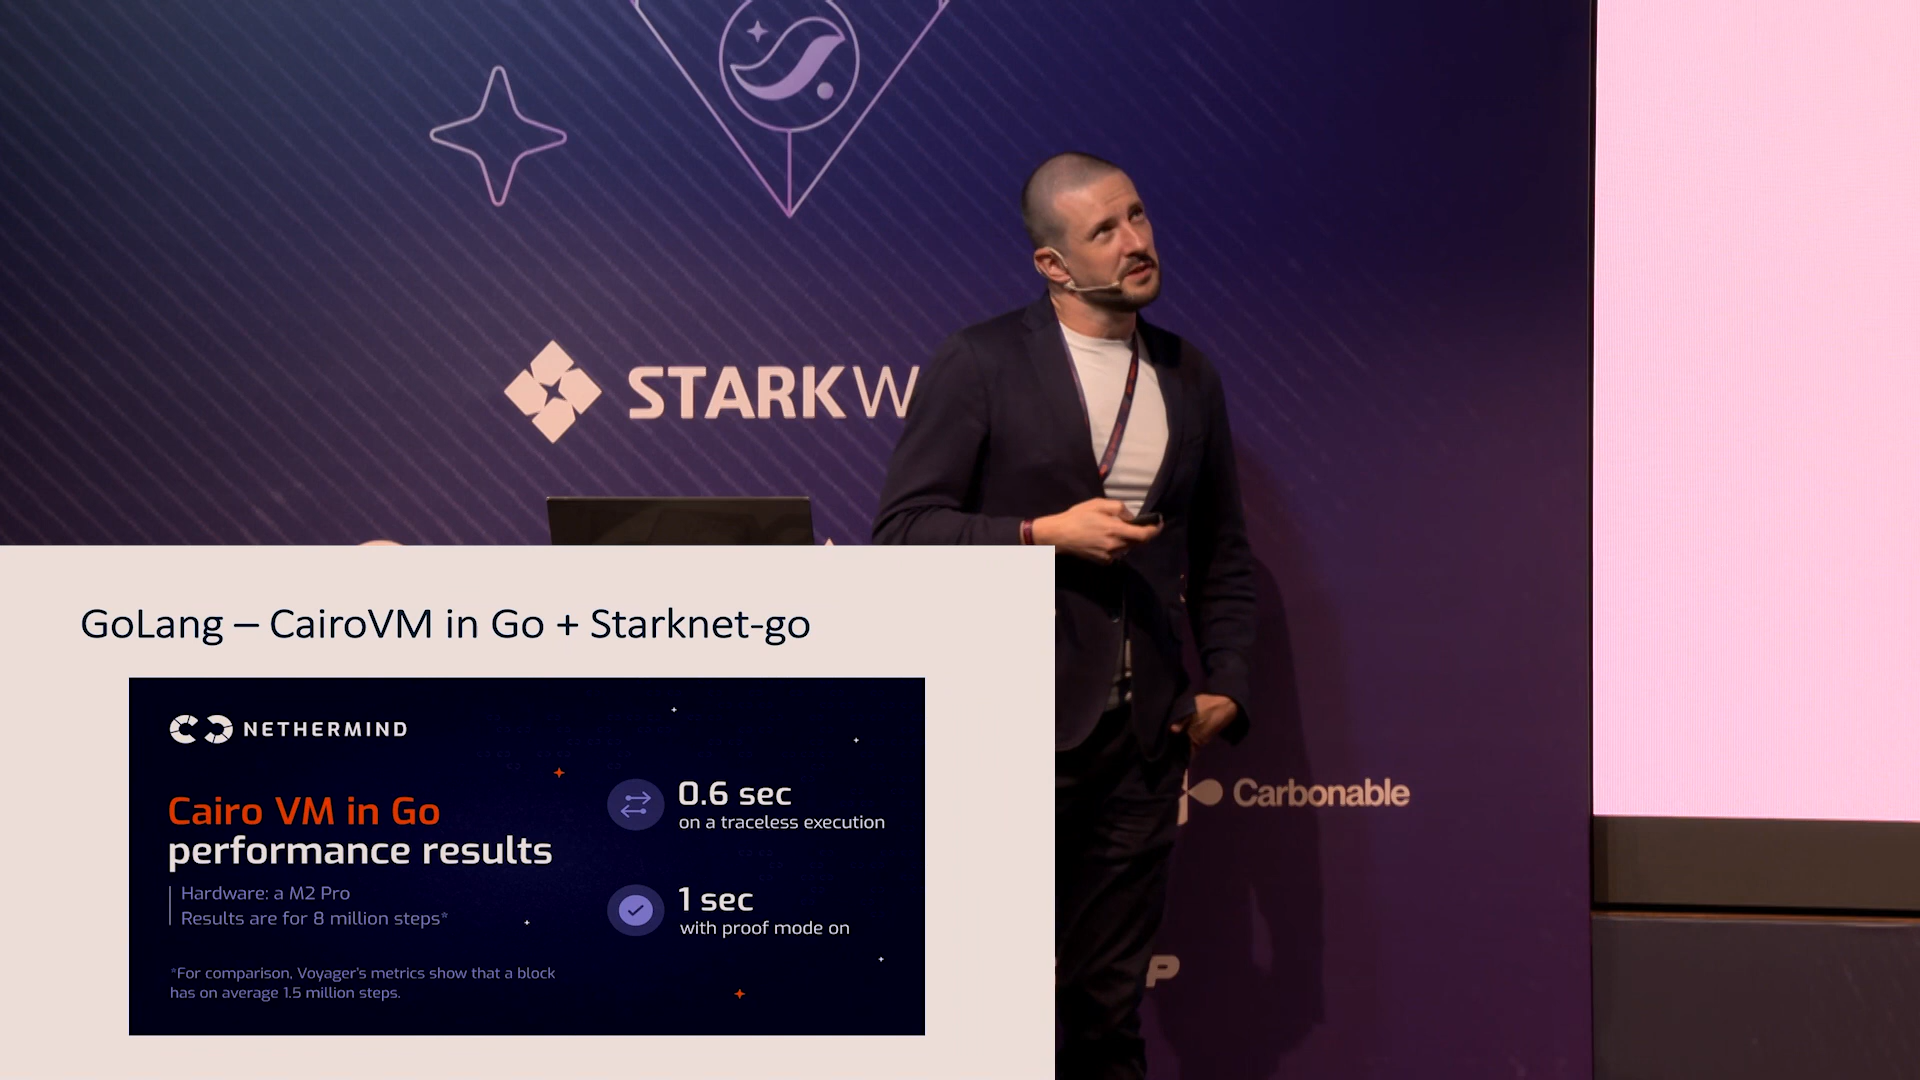 STARKW
Carbonable
P
GoLang – CairoVM in Go + Starknet-go
NETHERMIND
Cairo VM in Go
performance results
Hardware: a M2 Pro
Results are for 8 million steps*
*For comparison, Voyager's metrics show that a block
has on average 1.5 million steps.
0.6 sec
on a traceless execution
1 sec
with proof mode on